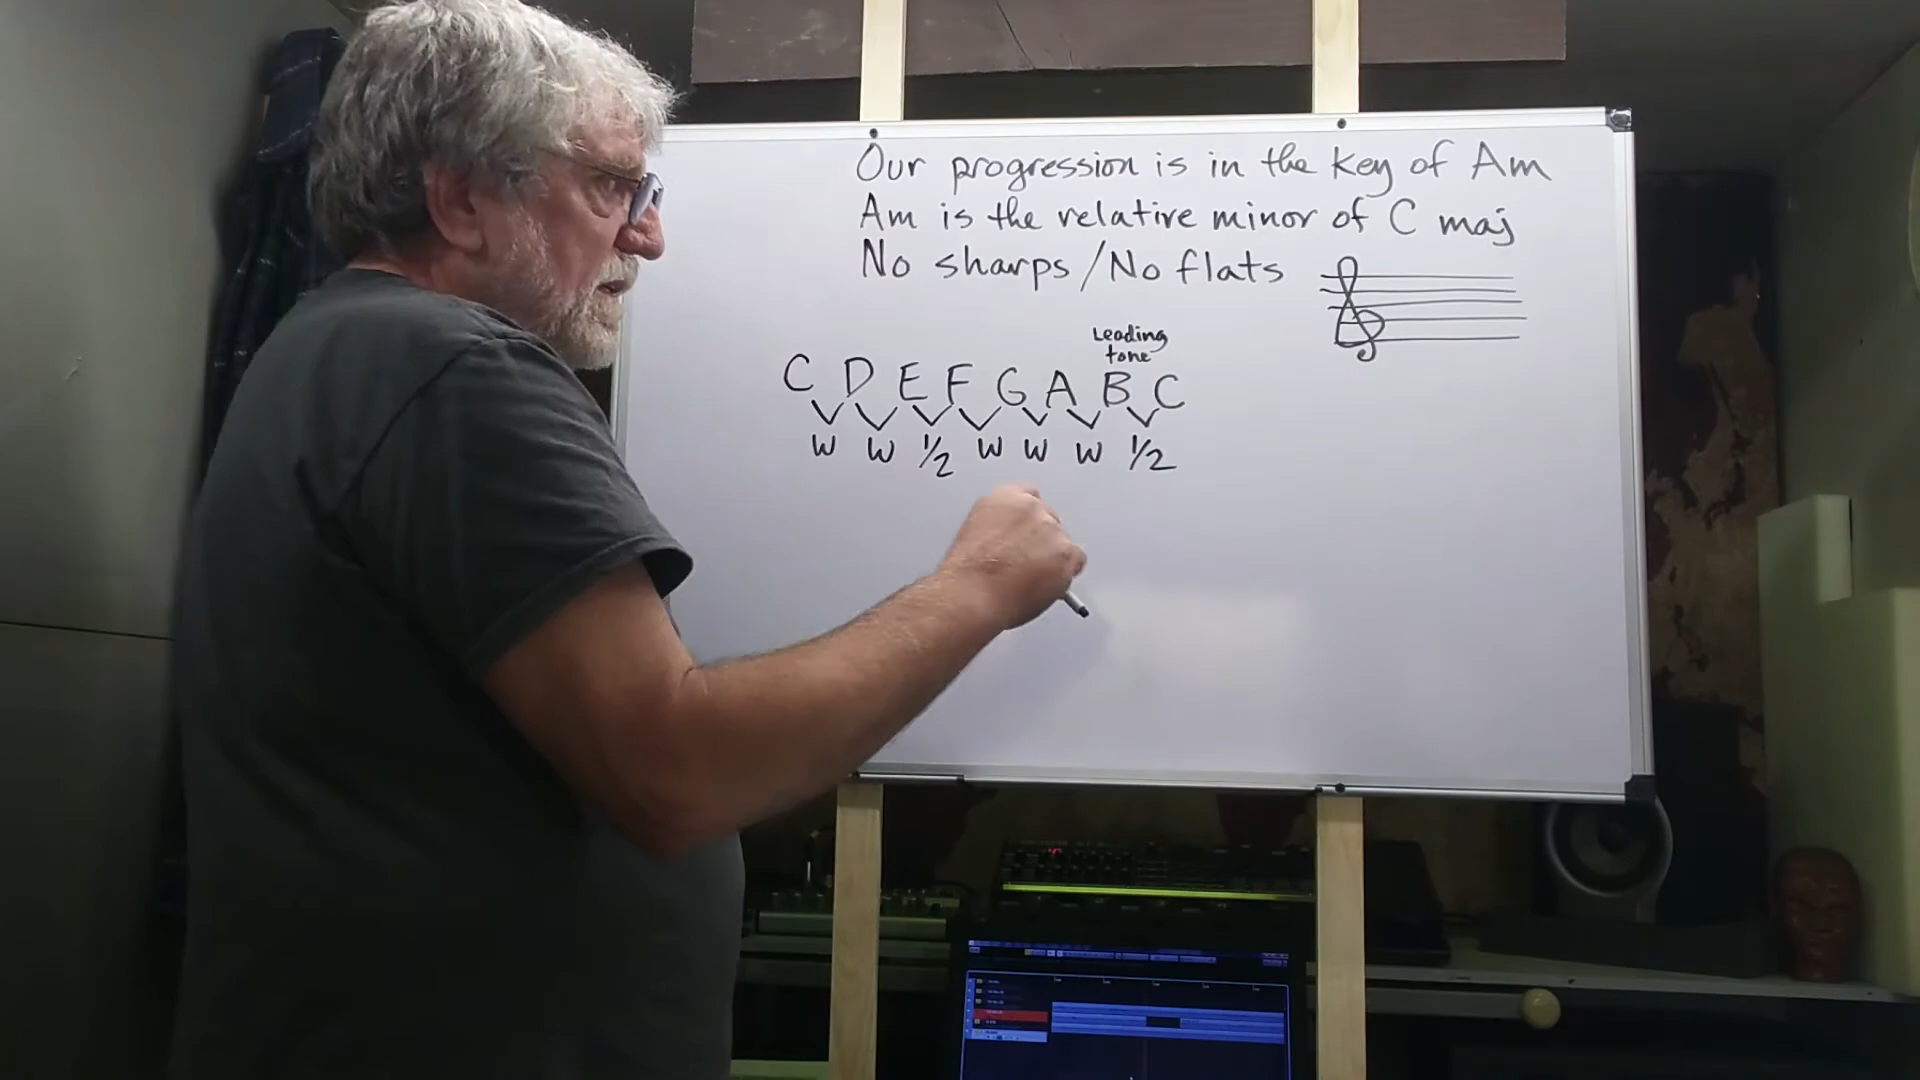 Our progression is in the key of Am
Am is the relative minor of C maj
No sharps/No flats
Leading
tone
C D E F G A B C
W W 1/2 W W W 1/2